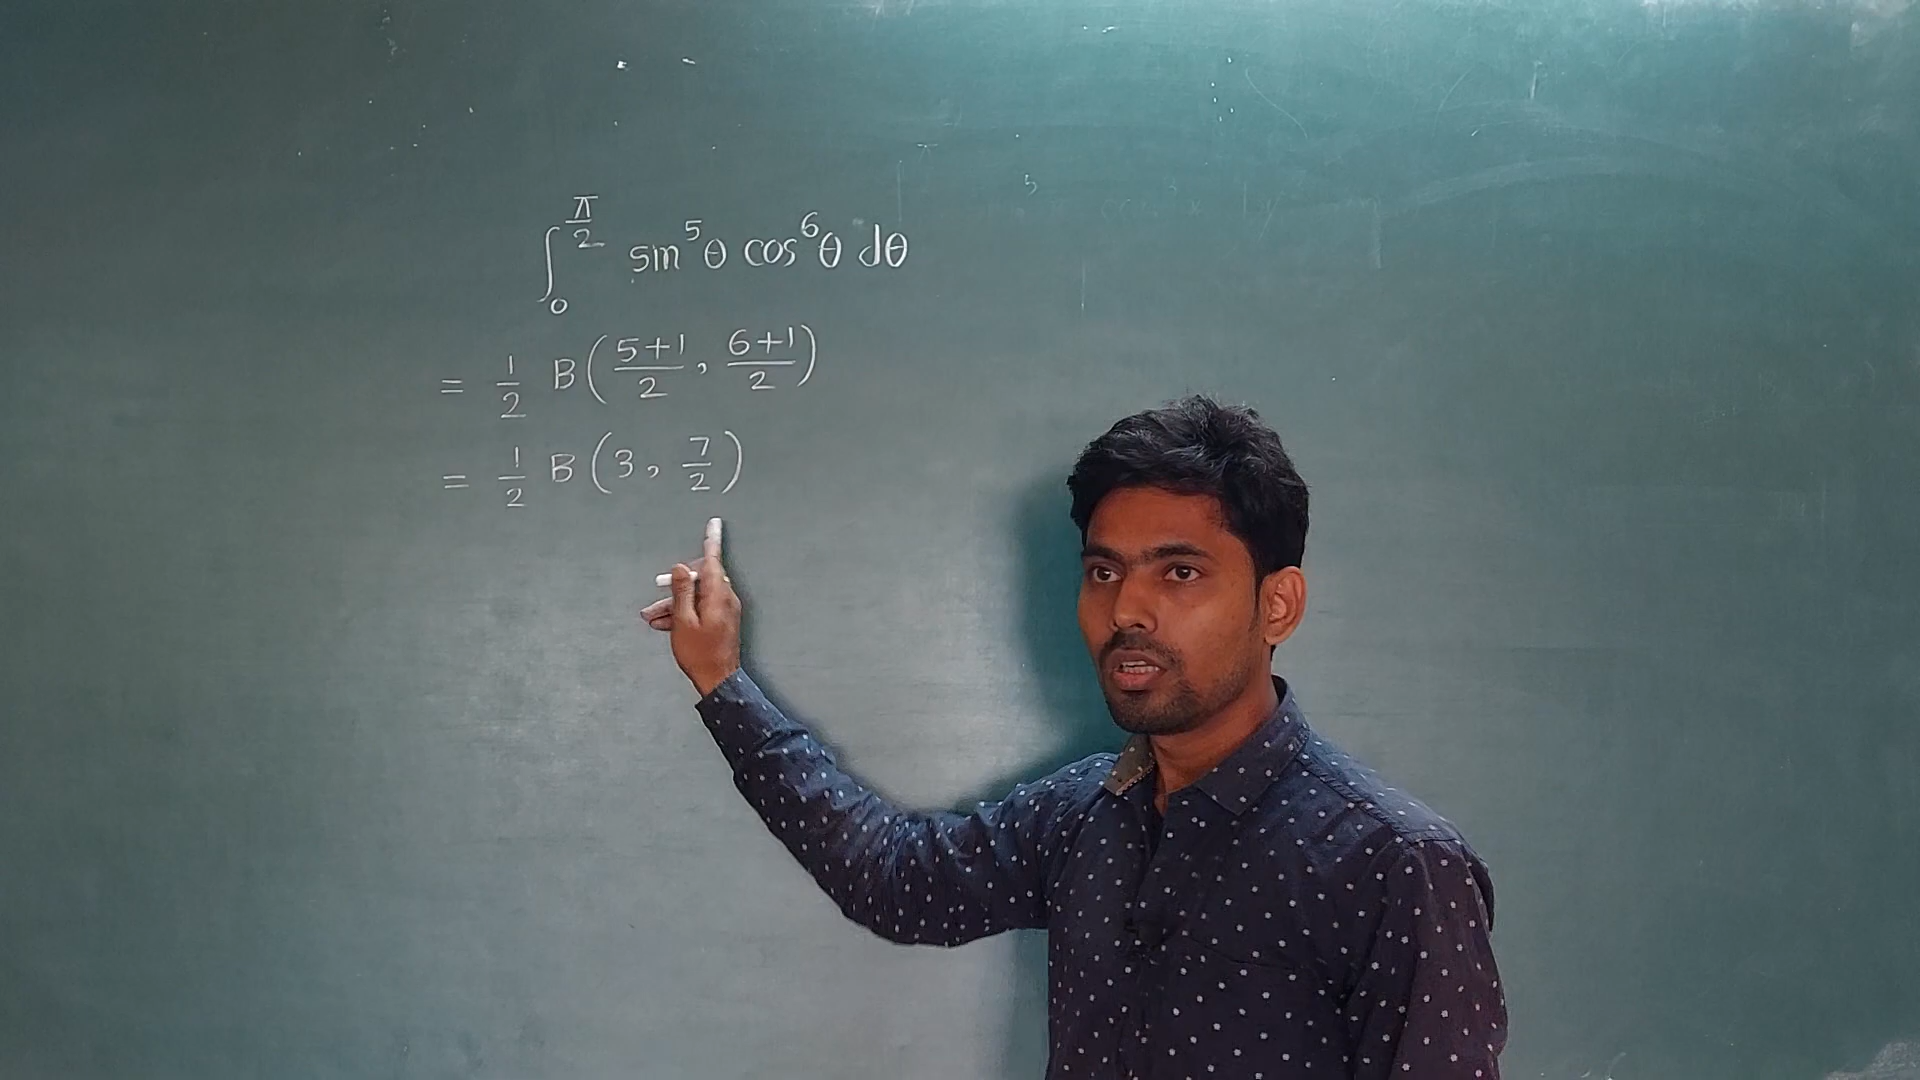 ∫₀^(π/2) sin⁵θ cos⁶θ dθ
= 1/2 B(5+1/2, 6+1/2)
= 1/2 B(3, 7/2)